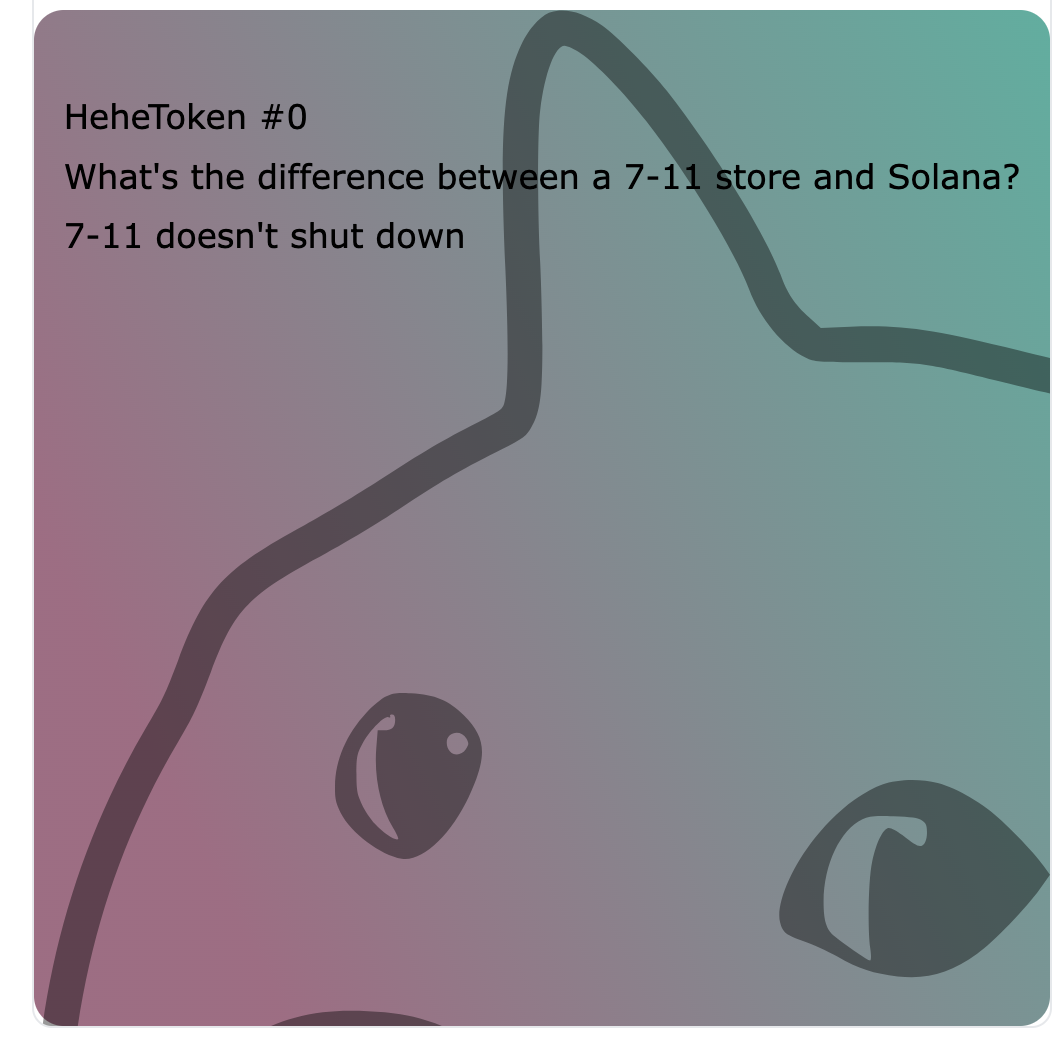 HeheToken #0
What's the difference between a 7-11 store and Solana?
7-11 doesn't shut down